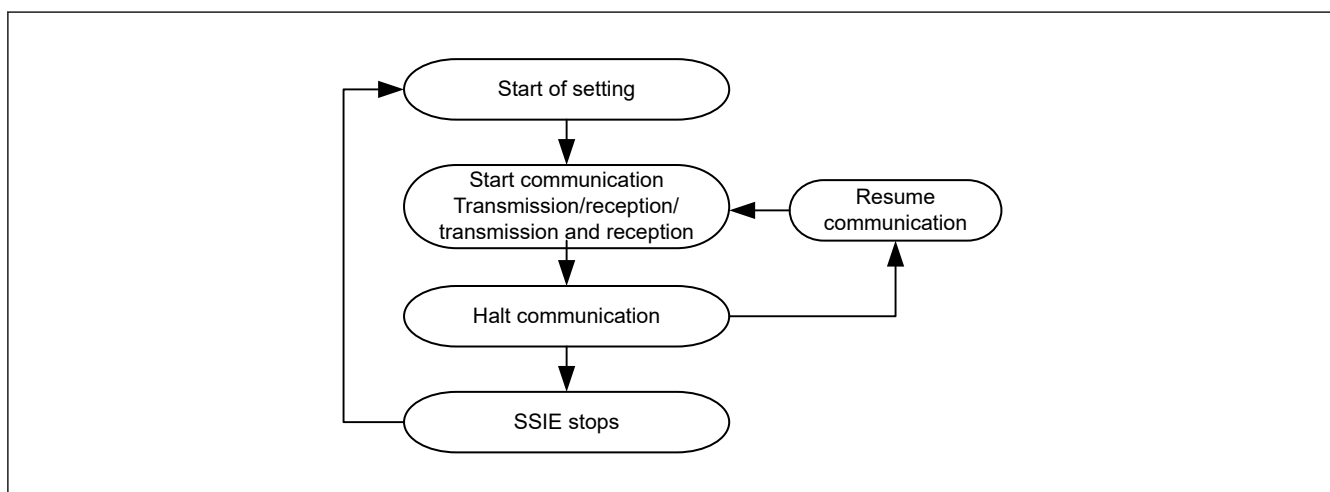 Start of setting
Start communication
Transmission/reception/
transmission and reception
Resume
communication
Halt communication
SSIE stops